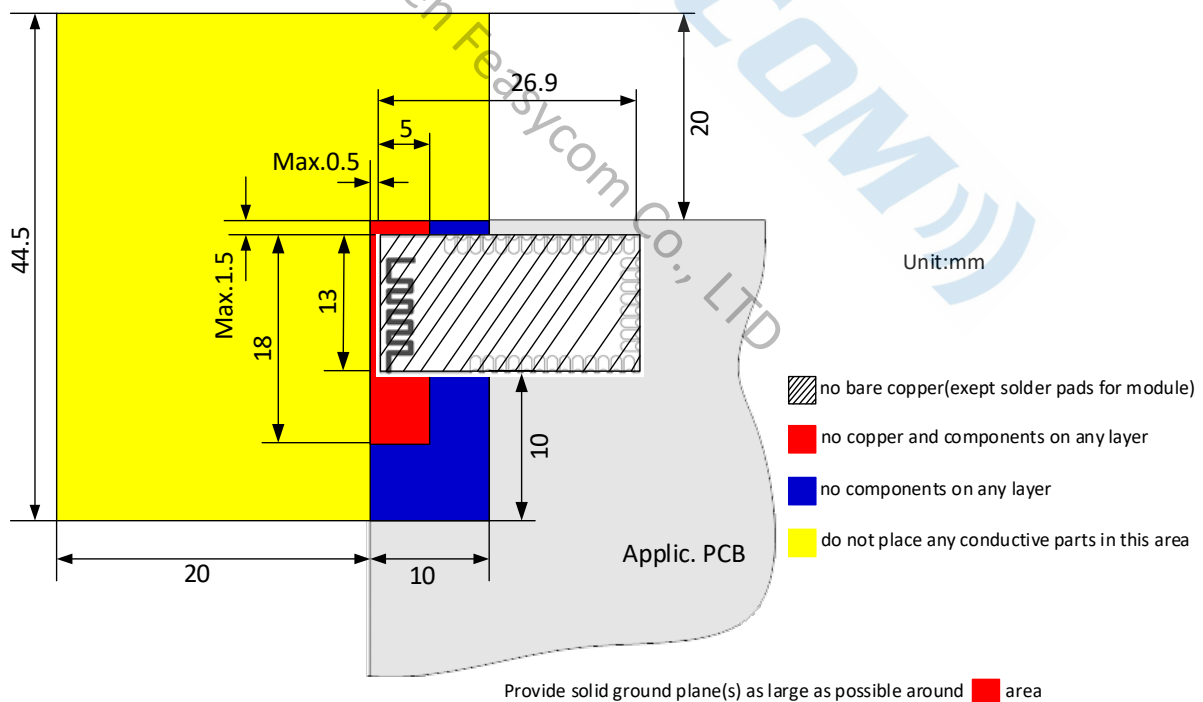 en Feasycom Co., LTD
COM
26.9
5
20
Max.0.5
44.5
Max.1.5
13
18
Unit:mm
10
no bare copper(exept solder pads for module)
no copper and components on any layer
no components on any layer
do not place any conductive parts in this area
Applic. PCB
20
10
Provide solid ground plane(s) as large as possible around area